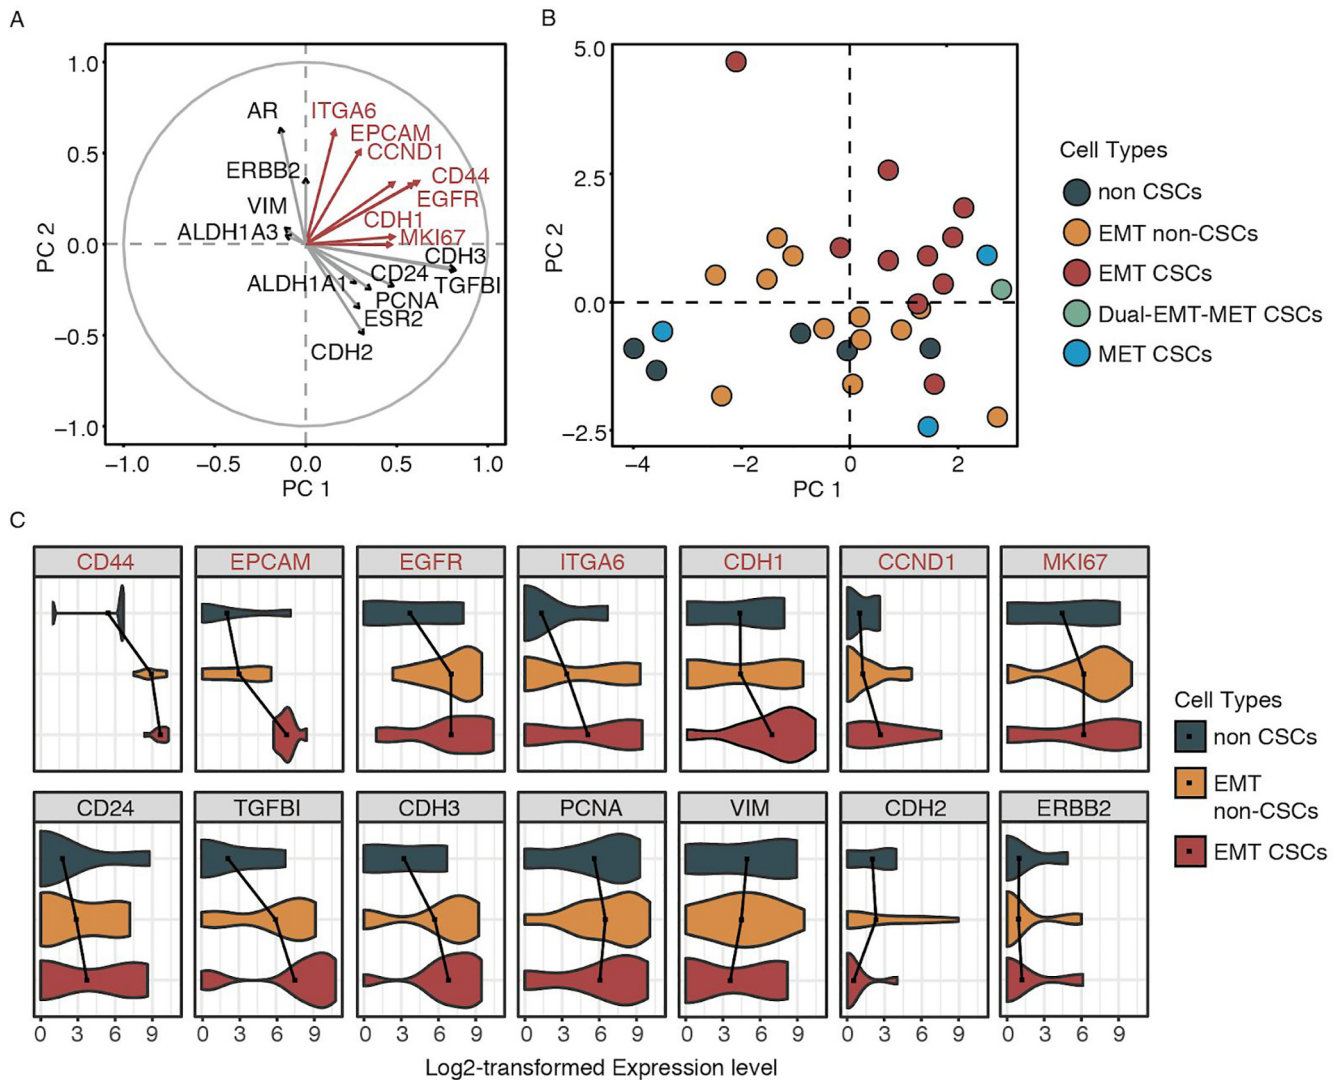 A
1.0
0.5
0.0
−0.5
−1.0
PC 2
AR
ITGA6
EPCAM
CCND1
ERBB2
CD44
EGFR
VIM
CDH1
ALDH1A3
MKI67
CDH3
CD24
ALDH1A1
TGFBI
PCNA
ESR2
CDH2
−1.0
−0.5
0.0
0.5
1.0
PC 1
B
5.0
2.5
0.0
−2.5
PC 2
−4
−2
0
2
PC 1
Cell Types
non CSCs
EMT non-CSCs
EMT CSCs
Dual-EMT-MET CSCs
MET CSCs
C
CD44
EPCAM
EGFR
ITGA6
CDH1
CCND1
MKI67
CD24
TGFBI
CDH3
PCNA
VIM
CDH2
ERBB2
0 3 6 9
0 3 6 9
0 3 6 9
0 3 6 9
0 3 6 9
0 3 6 9
0 3 6 9
Log2-transformed Expression level
Cell Types
non CSCs
EMT
non-CSCs
EMT CSCs